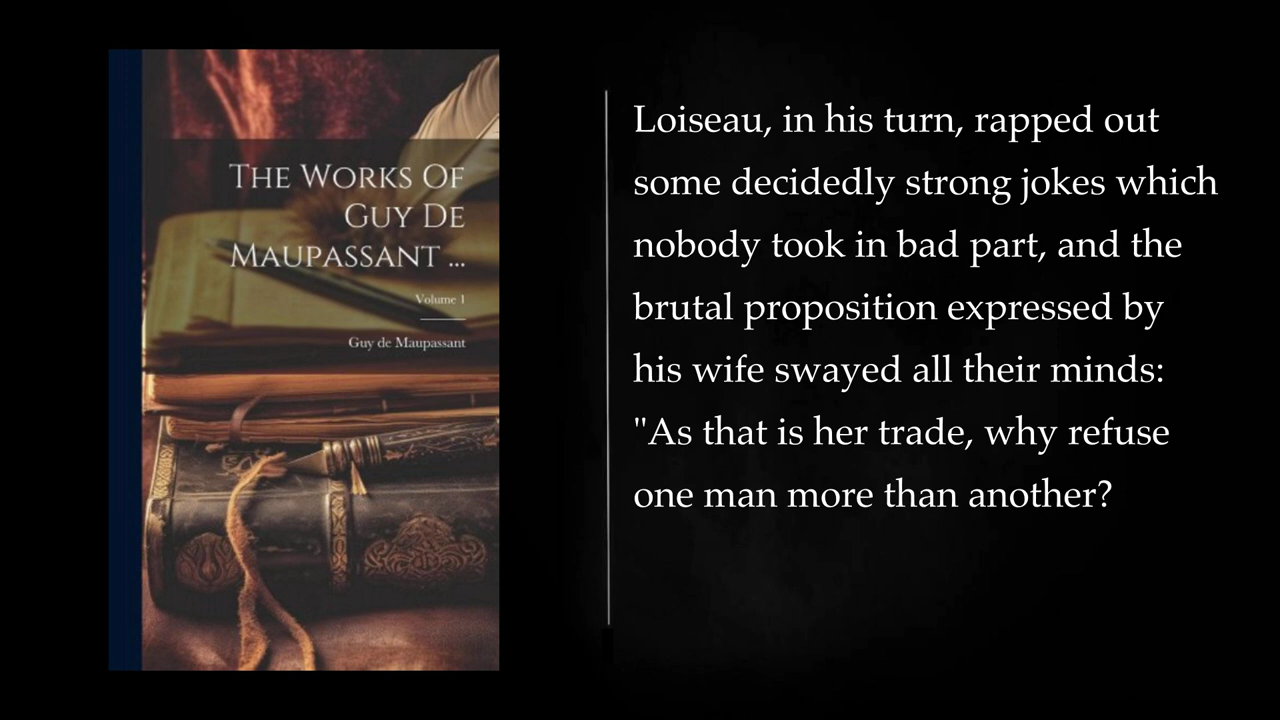 The Works Of
Guy De
Maupassant ...
Volume 1
Guy de Maupassant
Loiseau, in his turn, rapped out
some decidedly strong jokes which
nobody took in bad part, and the
brutal proposition expressed by
his wife swayed all their minds:
"As that is her trade, why refuse
one man more than another?